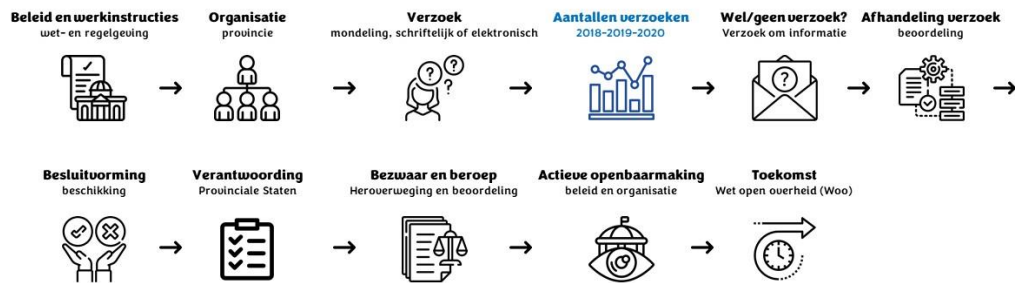 Beleid en werkinstructies
wet- en regelgeving
Organisatie
provincie
Verzoek
mondeling, schriftelijk of elektronisch
Aantallen verzoeken
2018-2019-2020
Wel/geen verzoek?
Verzoek om informatie
Afhandeling verzoek
beoordeling
Besluitvorming
beschikking
Verantwoording
Provinciale Staten
Bezwaar en beroep
Heroverweging en beoordeling
Actieve openbaarmaking
beleid en organisatie
Toekomst
Wet open overheid (Woo)